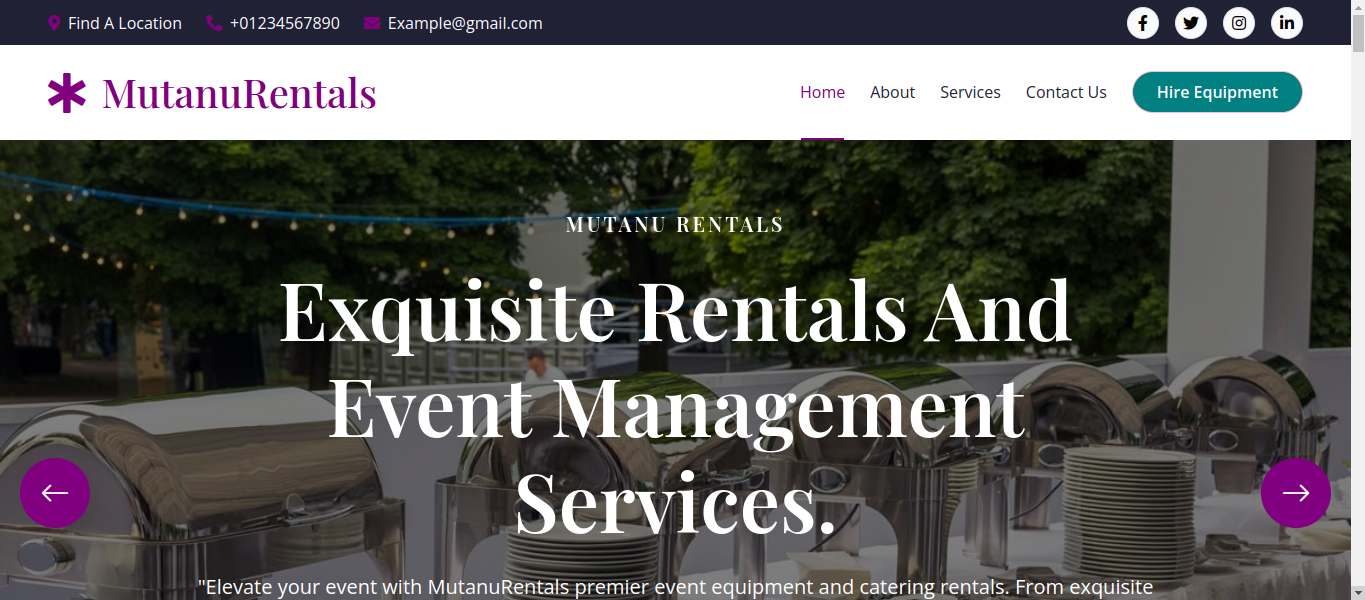 Find A Location +01234567890 Example@gmail.com
MutanuRentals
Home About Services Contact Us Hire Equipment
MUTANU RENTALS
Exquisite Rentals And
Event Management
Services.
"Elevate your event with MutanuRentals premier event equipment and catering rentals. From exquisite